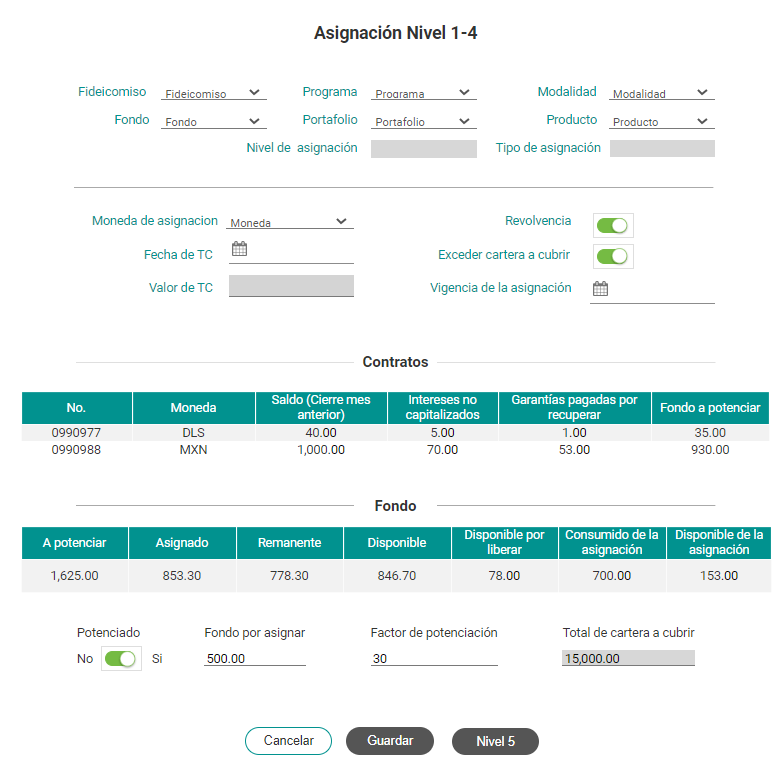 Asignación Nivel 1-4
Fideicomiso Fideicomiso Programa Programa Modalidad Modalidad
Fondo Fondo Portafolio Portafolio Producto Producto
Nivel de asignación Tipo de asignación
Moneda de asignacion Moneda Revolvencia
Fecha de TC Exceder cartera a cubrir
Valor de TC Vigencia de la asignación
Contratos
No. Moneda Saldo (Cierre mes anterior) Intereses no capitalizados Garantías pagadas por recuperar Fondo a potenciar
0990977 DLS 40.00 5.00 1.00 35.00
0990988 MXN 1,000.00 70.00 53.00 930.00
Fondo
A potenciar Asignado Remanente Disponible Disponible por liberar Consumido de la asignación Disponible de la asignación
1,625.00 853.30 778.30 846.70 78.00 700.00 153.00
Potenciado Fondo por asignar Factor de potenciación Total de cartera a cubrir
No Si 500.00 30 15,000.00
Cancelar Guardar Nivel 5